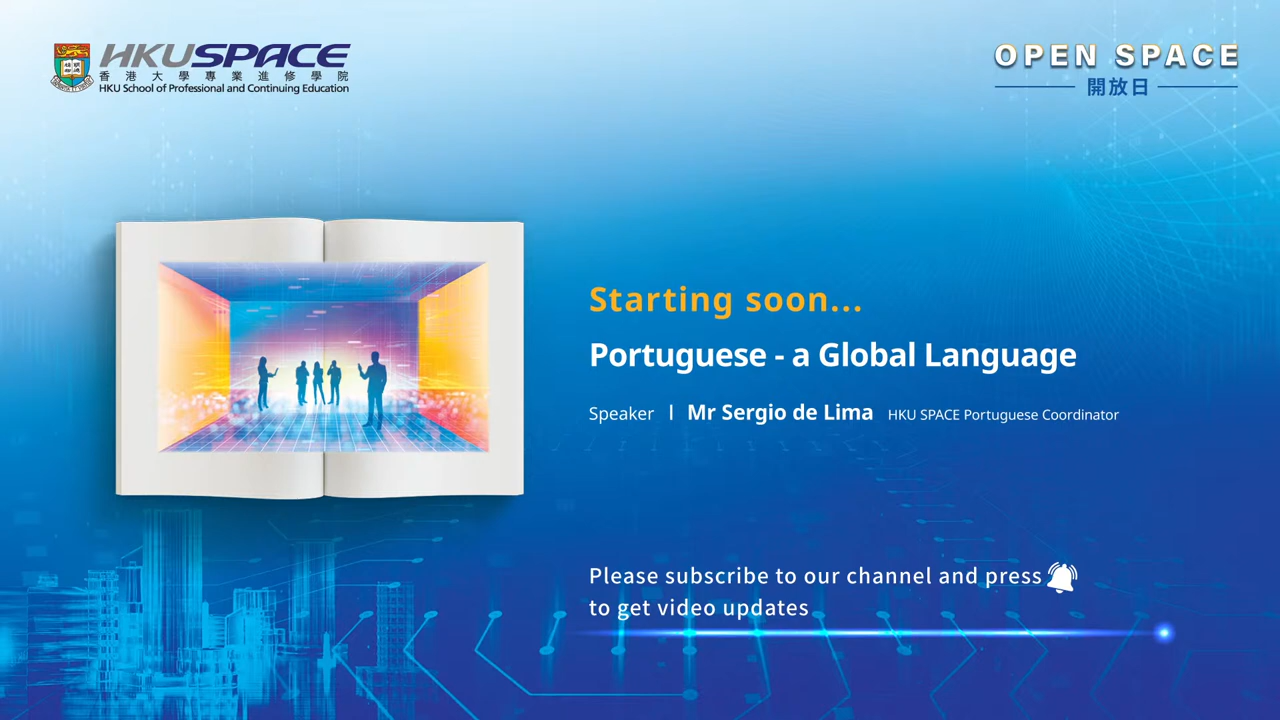 HKUSPACE
香港大學專業進修學院
HKU School of Professional and Continuing Education
OPEN SPACE
開放日
Starting soon...
Portuguese - a Global Language
Speaker | Mr Sergio de Lima HKU SPACE Portuguese Coordinator
Please subscribe to our channel and press
to get video updates